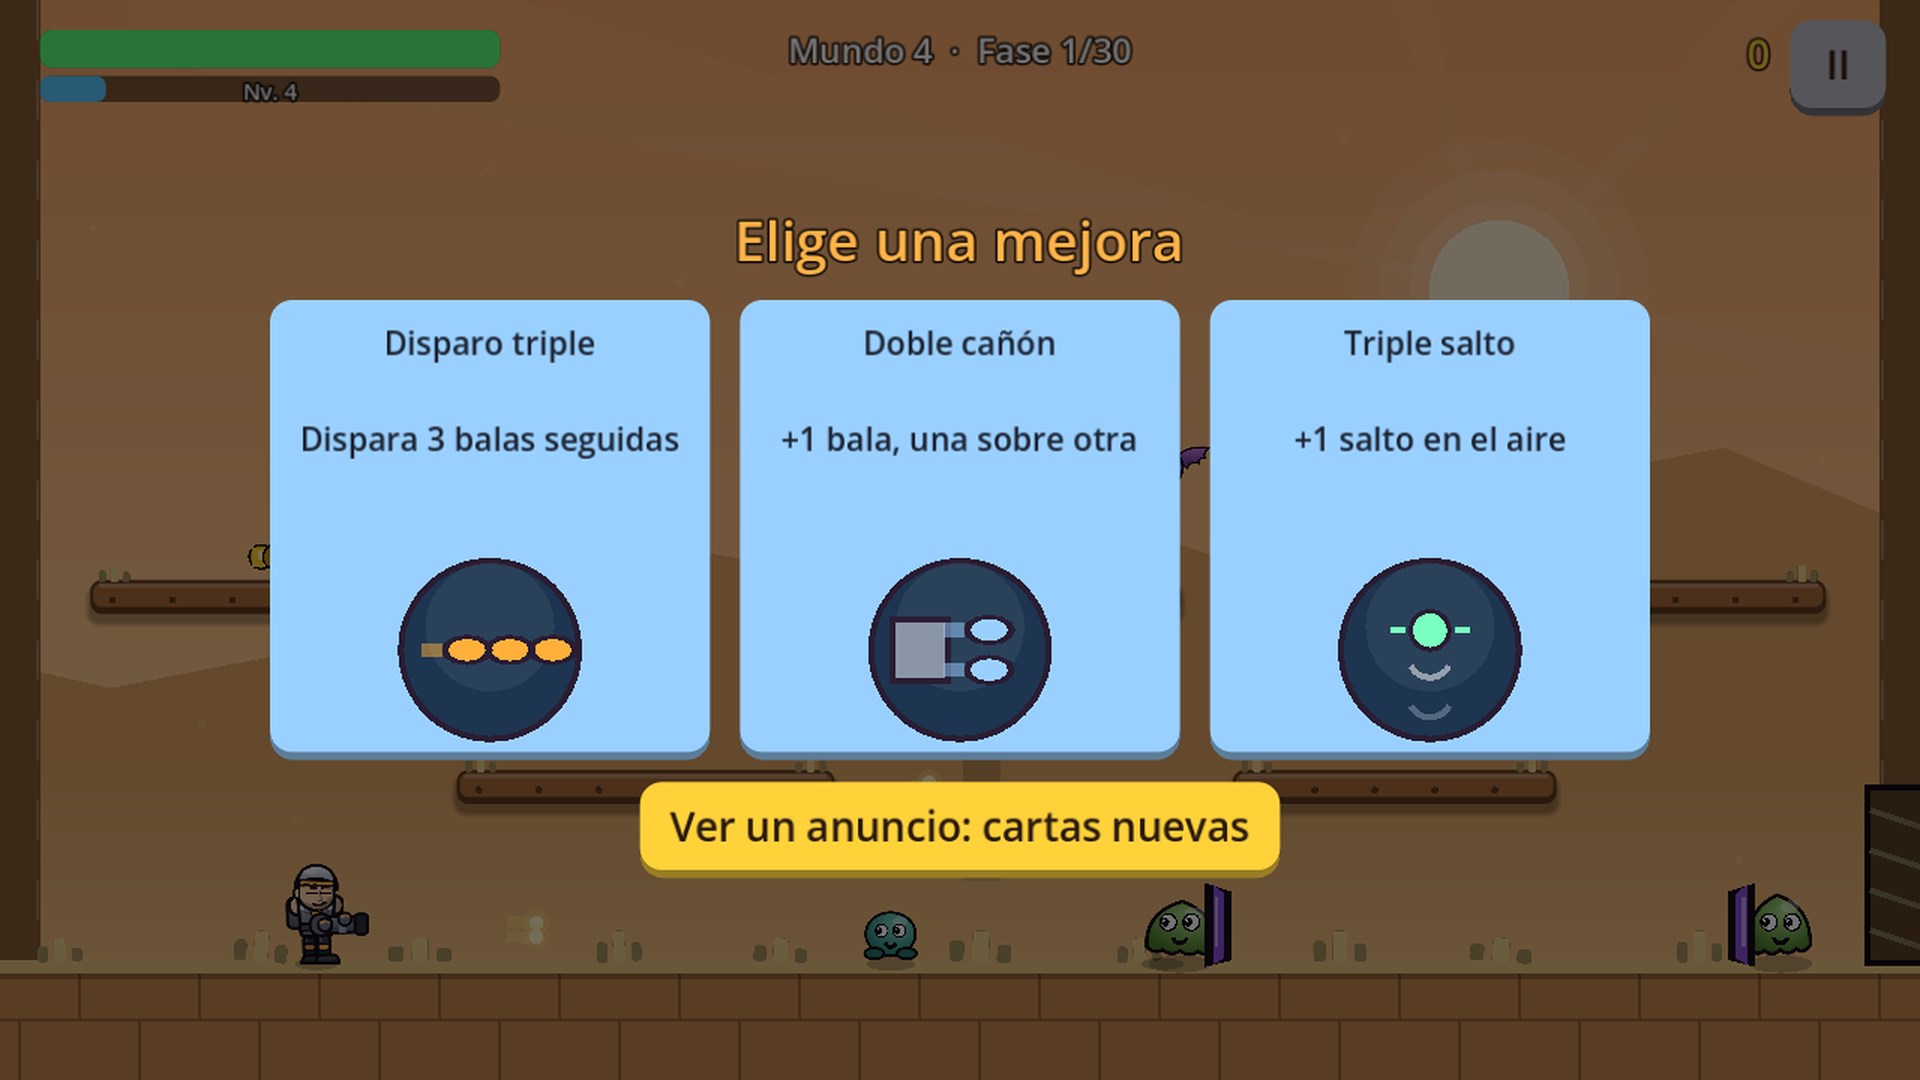 Mundo 4 · Fase 1/30
0
Nv. 4
Elige una mejora
Disparo triple
Dispara 3 balas seguidas
Doble cañón
+1 bala, una sobre otra
Triple salto
+1 salto en el aire
Ver un anuncio: cartas nuevas